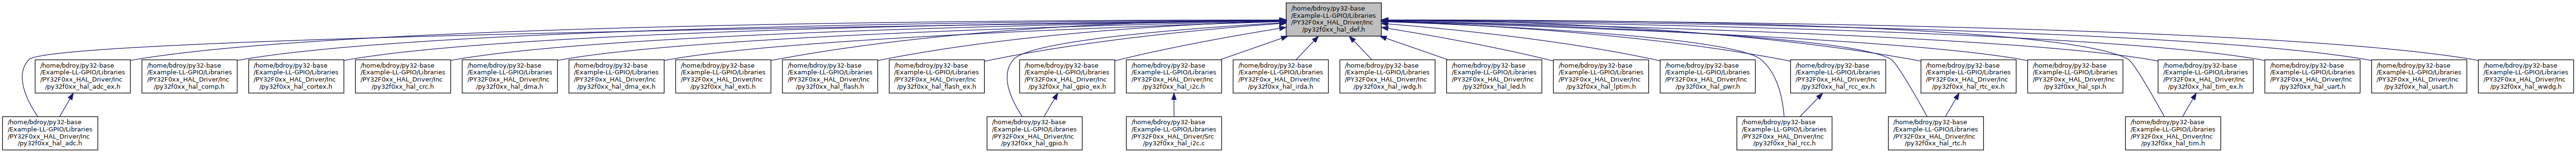 /home/bdroy/py32-base
/Example-LL-GPIO/Libraries
/PY32F0xx_HAL_Driver/Inc
/py32f0xx_hal_def.h
/home/bdroy/py32-base
/Example-LL-GPIO/Libraries
/PY32F0xx_HAL_Driver/Inc
/py32f0xx_hal_adc_ex.h
/home/bdroy/py32-base
/Example-LL-GPIO/Libraries
/PY32F0xx_HAL_Driver/Inc
/py32f0xx_hal_comp.h
/home/bdroy/py32-base
/Example-LL-GPIO/Libraries
/PY32F0xx_HAL_Driver/Inc
/py32f0xx_hal_cortex.h
/home/bdroy/py32-base
/Example-LL-GPIO/Libraries
/PY32F0xx_HAL_Driver/Inc
/py32f0xx_hal_crc.h
/home/bdroy/py32-base
/Example-LL-GPIO/Libraries
/PY32F0xx_HAL_Driver/Inc
/py32f0xx_hal_dma.h
/home/bdroy/py32-base
/Example-LL-GPIO/Libraries
/PY32F0xx_HAL_Driver/Inc
/py32f0xx_hal_dma_ex.h
/home/bdroy/py32-base
/Example-LL-GPIO/Libraries
/PY32F0xx_HAL_Driver/Inc
/py32f0xx_hal_exti.h
/home/bdroy/py32-base
/Example-LL-GPIO/Libraries
/PY32F0xx_HAL_Driver/Inc
/py32f0xx_hal_flash.h
/home/bdroy/py32-base
/Example-LL-GPIO/Libraries
/PY32F0xx_HAL_Driver/Inc
/py32f0xx_hal_flash_ex.h
/home/bdroy/py32-base
/Example-LL-GPIO/Libraries
/PY32F0xx_HAL_Driver/Inc
/py32f0xx_hal_gpio_ex.h
/home/bdroy/py32-base
/Example-LL-GPIO/Libraries
/PY32F0xx_HAL_Driver/Inc
/py32f0xx_hal_i2c.h
/home/bdroy/py32-base
/Example-LL-GPIO/Libraries
/PY32F0xx_HAL_Driver/Inc
/py32f0xx_hal_irda.h
/home/bdroy/py32-base
/Example-LL-GPIO/Libraries
/PY32F0xx_HAL_Driver/Inc
/py32f0xx_hal_iwdg.h
/home/bdroy/py32-base
/Example-LL-GPIO/Libraries
/PY32F0xx_HAL_Driver/Inc
/py32f0xx_hal_led.h
/home/bdroy/py32-base
/Example-LL-GPIO/Libraries
/PY32F0xx_HAL_Driver/Inc
/py32f0xx_hal_lptim.h
/home/bdroy/py32-base
/Example-LL-GPIO/Libraries
/PY32F0xx_HAL_Driver/Inc
/py32f0xx_hal_pwr.h
/home/bdroy/py32-base
/Example-LL-GPIO/Libraries
/PY32F0xx_HAL_Driver/Inc
/py32f0xx_hal_rcc_ex.h
/home/bdroy/py32-base
/Example-LL-GPIO/Libraries
/PY32F0xx_HAL_Driver/Inc
/py32f0xx_hal_rtc_ex.h
/home/bdroy/py32-base
/Example-LL-GPIO/Libraries
/PY32F0xx_HAL_Driver/Inc
/py32f0xx_hal_spi.h
/home/bdroy/py32-base
/Example-LL-GPIO/Libraries
/PY32F0xx_HAL_Driver/Inc
/py32f0xx_hal_tim_ex.h
/home/bdroy/py32-base
/Example-LL-GPIO/Libraries
/PY32F0xx_HAL_Driver/Inc
/py32f0xx_hal_uart.h
/home/bdroy/py32-base
/Example-LL-GPIO/Libraries
/PY32F0xx_HAL_Driver/Inc
/py32f0xx_hal_usart.h
/home/bdroy/py32-base
/Example-LL-GPIO/Libraries
/PY32F0xx_HAL_Driver/Inc
/py32f0xx_hal_wwdg.h
/home/bdroy/py32-base
/Example-LL-GPIO/Libraries
/PY32F0xx_HAL_Driver/Inc
/py32f0xx_hal_adc.h
/home/bdroy/py32-base
/Example-LL-GPIO/Libraries
/PY32F0xx_HAL_Driver/Inc
/py32f0xx_hal_gpio.h
/home/bdroy/py32-base
/Example-LL-GPIO/Libraries
/PY32F0xx_HAL_Driver/Src
/py32f0xx_hal_i2c.c
/home/bdroy/py32-base
/Example-LL-GPIO/Libraries
/PY32F0xx_HAL_Driver/Inc
/py32f0xx_hal_rcc.h
/home/bdroy/py32-base
/Example-LL-GPIO/Libraries
/PY32F0xx_HAL_Driver/Inc
/py32f0xx_hal_rtc.h
/home/bdroy/py32-base
/Example-LL-GPIO/Libraries
/PY32F0xx_HAL_Driver/Inc
/py32f0xx_hal_tim.h